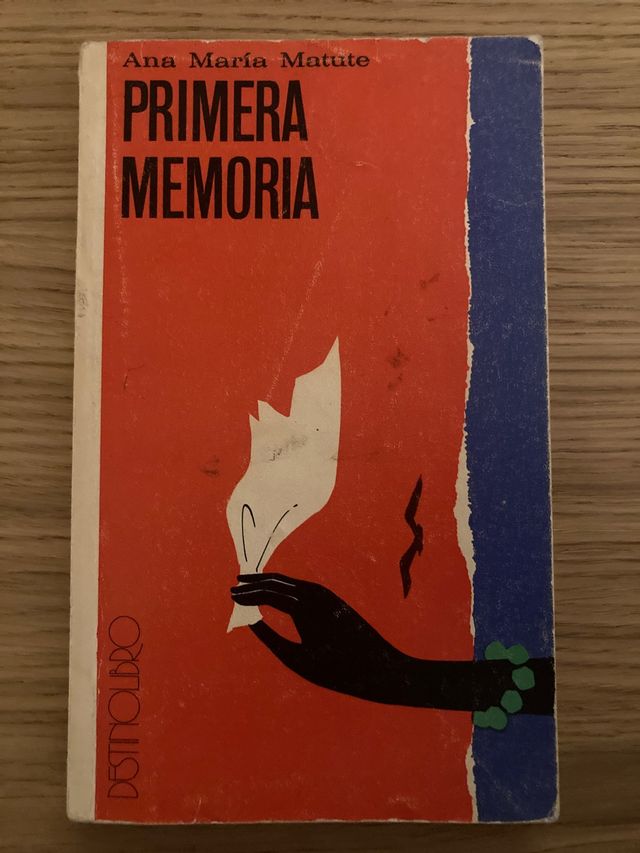 Ana María Matute
PRIMERA
MEMORIA
DESTINOLIBRO